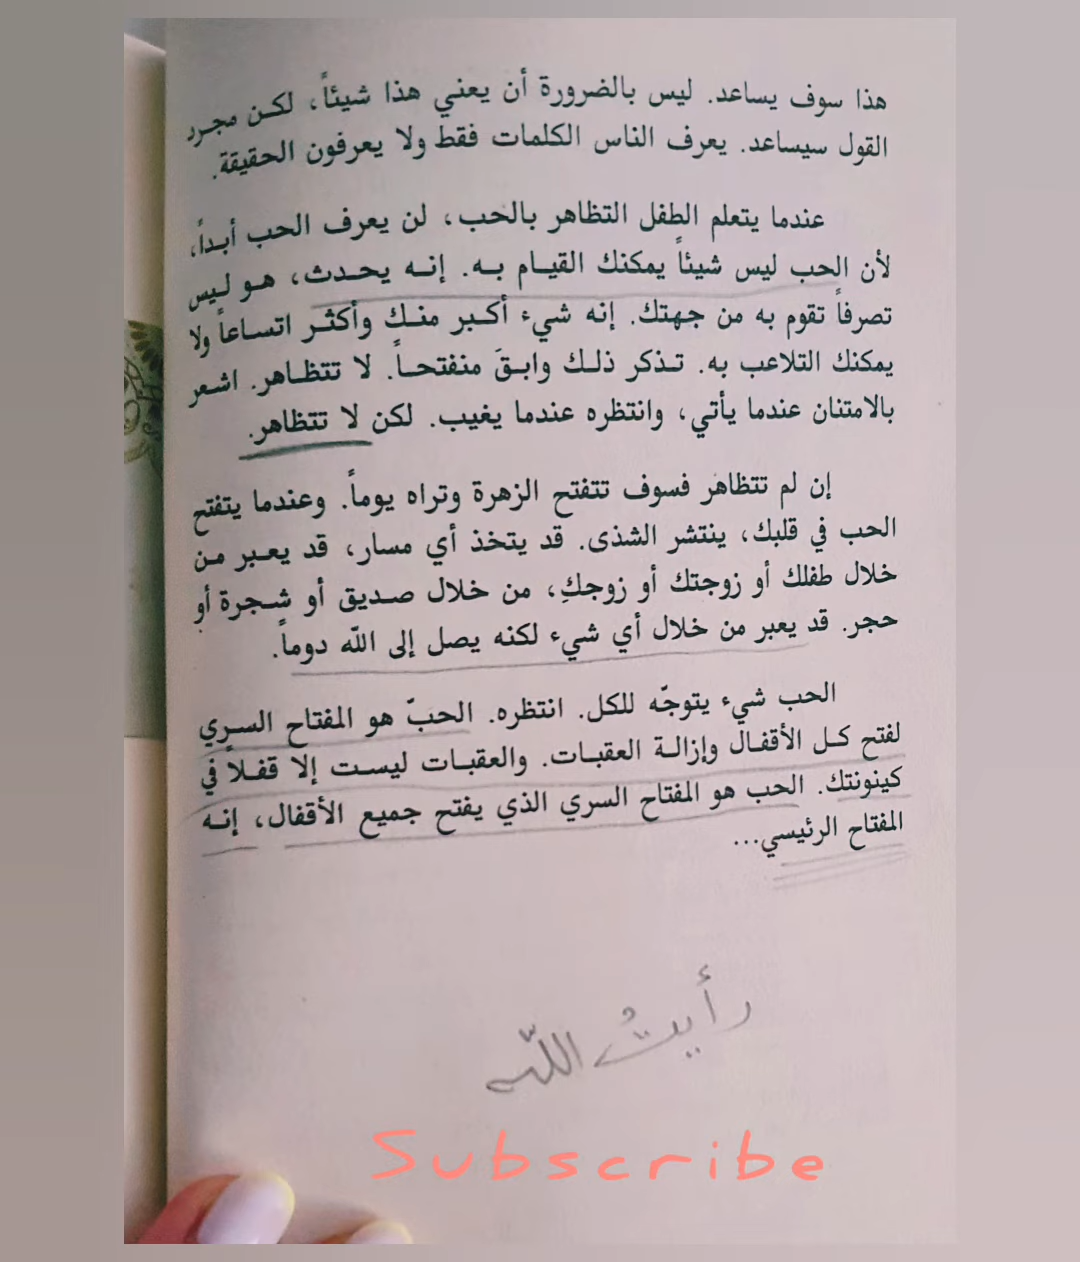 هذا سوف يساعد. ليس بالضرورة أن يعني هذا شيئاً، لكن مجرد
القول سيساعد. يعرف الناس الكلمات فقط ولا يعرفون الحقيقة.
عندما يتعلم الطفل التظاهر بالحب، لن يعرف الحب أبداً،
لأن الحب ليس شيئاً يمكنك القيام به. إنه يحدث، هو ليس
تصرفاً تقوم به من جهتك. إنه شيء أكبر منك وأكثر اتساعاً ولا
يمكنك التلاعب به. تذكر ذلك وابقَ منفتحاً. لا تتظاهر. اشعر
بالامتنان عندما يأتي، وانتظره عندما يغيب. لكن لا تتظاهر.
إن لم تتظاهر فسوف تتفتح الزهرة وتراه يوماً. وعندما يتفتح
الحب في قلبك، ينتشر الشذى. قد يتخذ أي مسار، قد يعبر من
خلال طفلك أو زوجتك أو زوجكِ، من خلال صديق أو شجرة أو
حجر. قد يعبر من خلال أي شيء لكنه يصل إلى الله دوماً.
الحب شيء يتوجّه للكل. انتظره. الحبّ هو المفتاح السري
لفتح كل الأقفال وإزالة العقبات. والعقبات ليست إلا قفلاً في
كينونتك. الحب هو المفتاح السري الذي يفتح جميع الأقفال، إنه
المفتاح الرئيسي...
رأيتُ اللّه
Subscribe